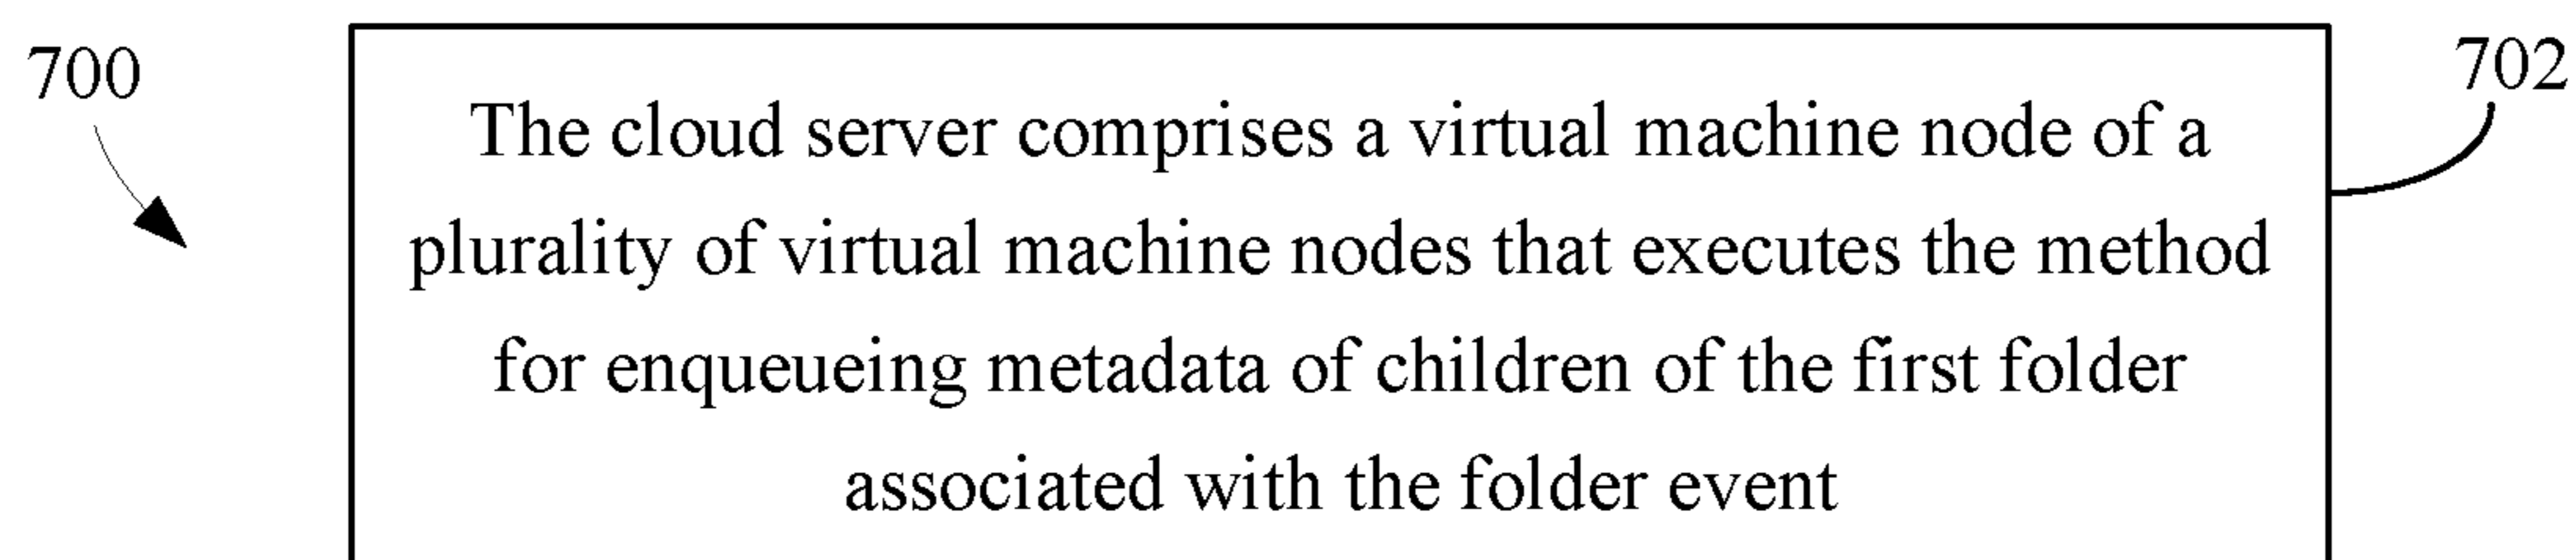 700
702
The cloud server comprises a virtual machine node of a
plurality of virtual machine nodes that executes the method
for enqueueing metadata of children of the first folder
associated with the folder event